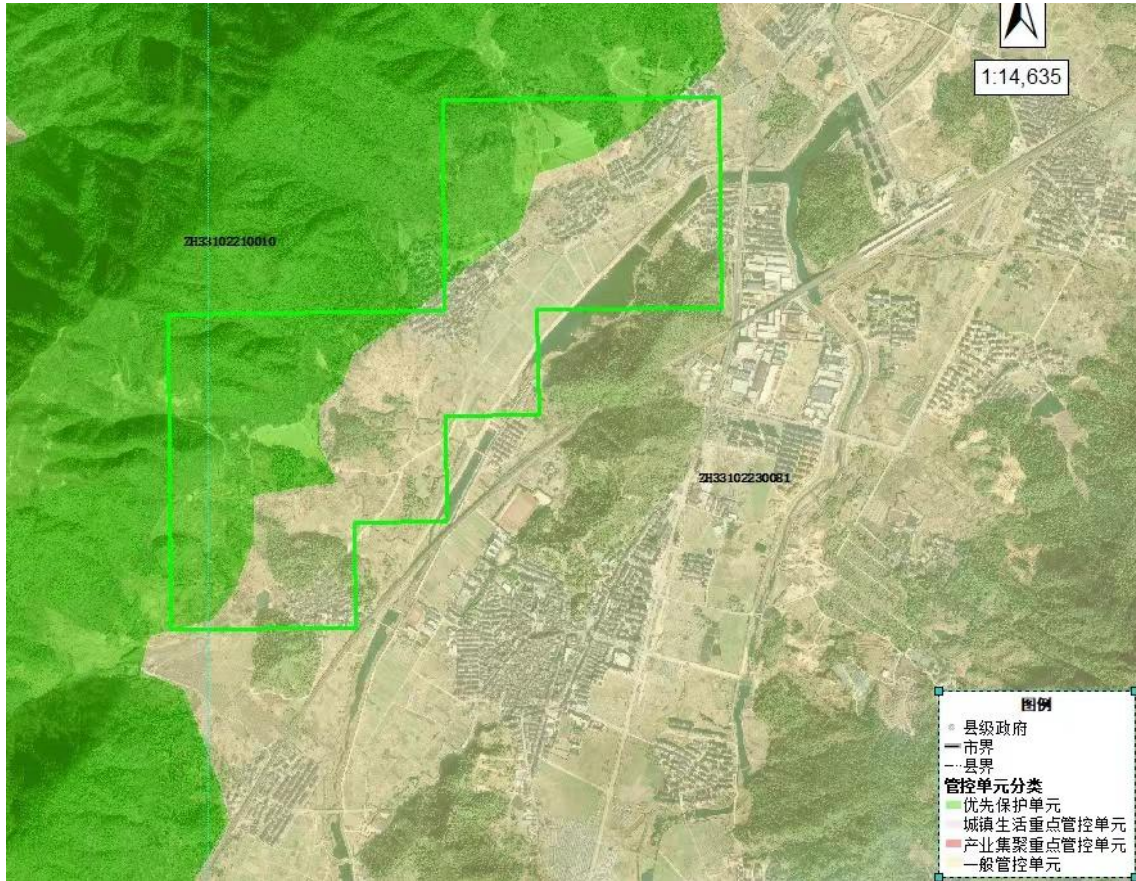 1:14,635
ZH33102210010
ZH33102230081
图例
县级政府
市界
县界
管控单元分类
优先保护单元
城镇生活重点管控单元
产业集聚重点管控单元
一般管控单元